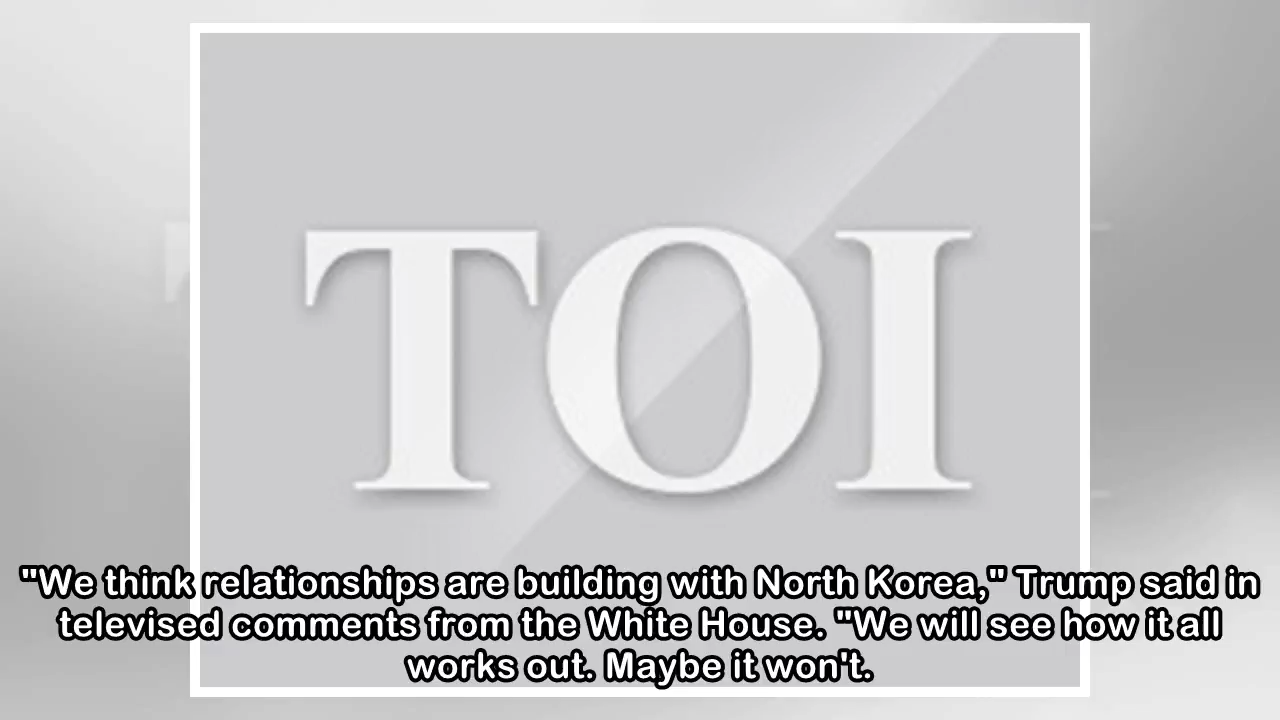 TOI
"We think relationships are building with North Korea," Trump said in
televised comments from the White House. "We will see how it all
works out. Maybe it won't.